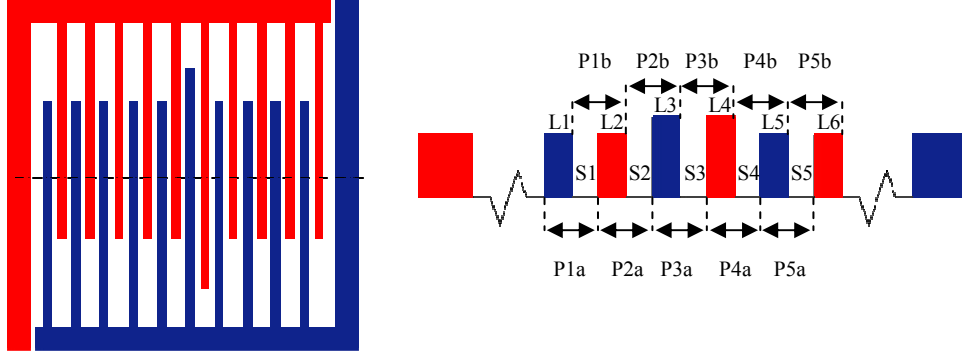 P1b P2b P3b P4b P5b
L1 L2 L3 L4 L5 L6
S1 S2 S3 S4 S5
P1a P2a P3a P4a P5a